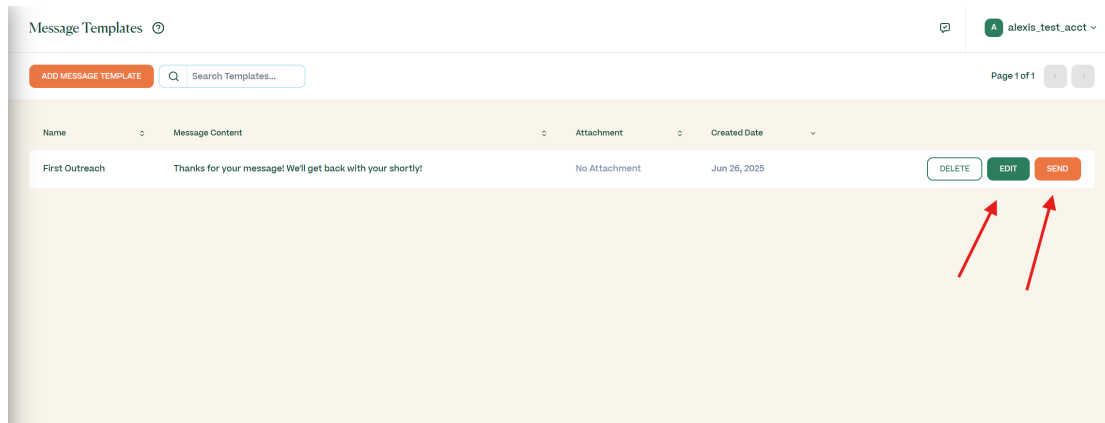 Message Templates
A alexis_test_acct
ADD MESSAGE TEMPLATE
Search Templates...
Page 1 of 1
Name Message Content Attachment Created Date
First Outreach Thanks for your message! We'll get back with your shortly! No Attachment Jun 26, 2025 DELETE EDIT SEND